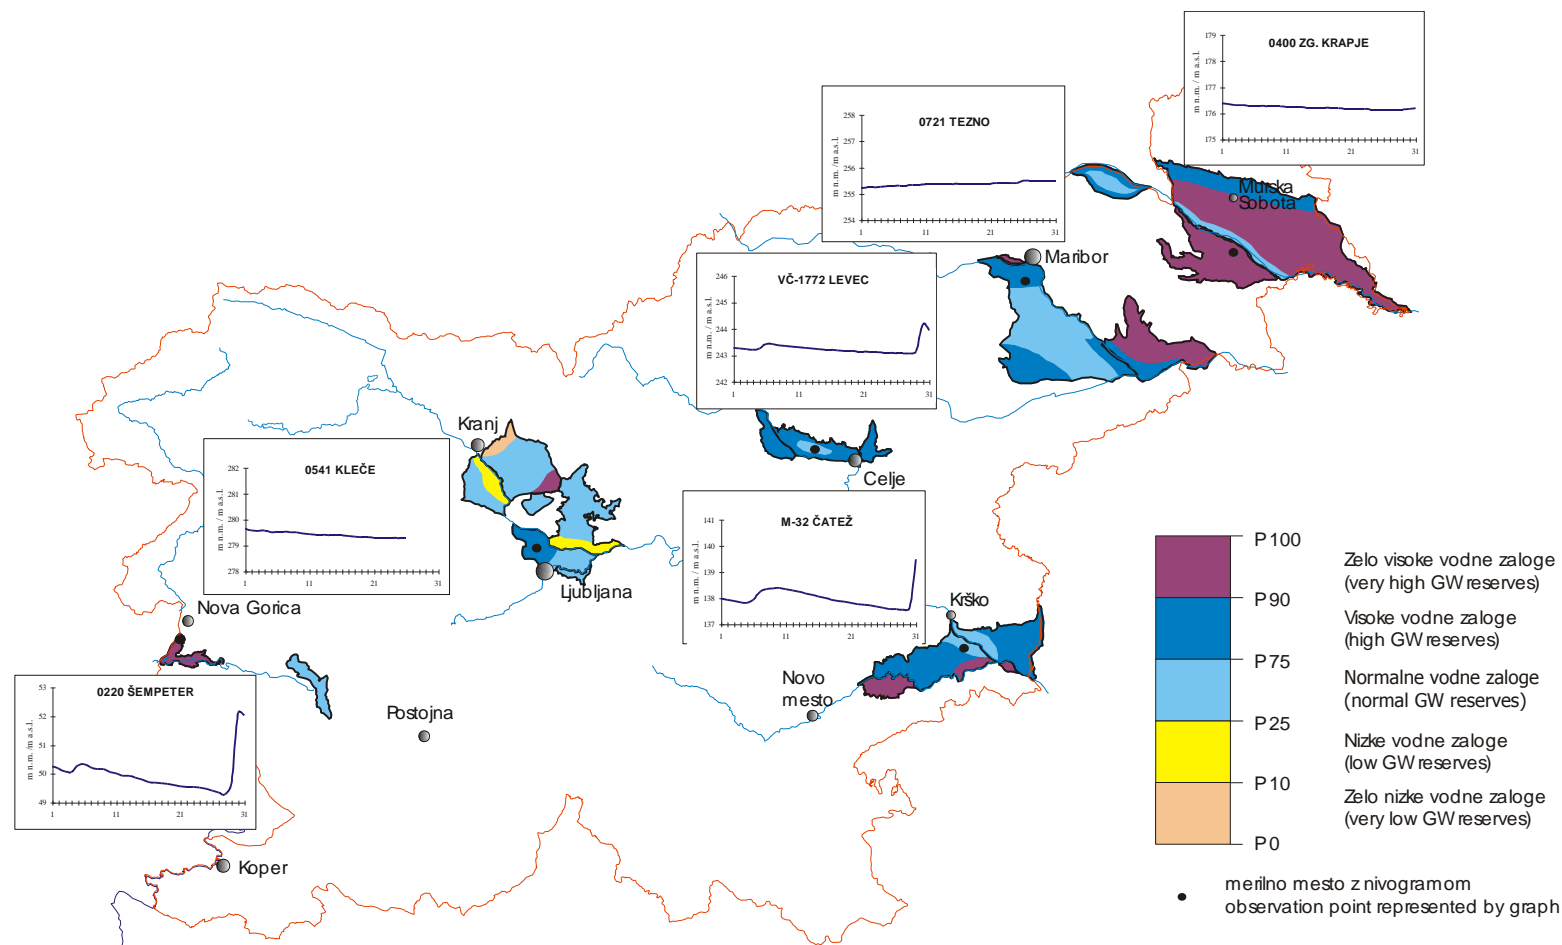 0400 ZG. KRAPJE
m n.m. / m a.s.l.
179
178
177
176
175
1 11 21 31
0721 TEZNO
m n.m. / m a.s.l.
258
257
256
255
254
1 11 21 31
Murska
Sobota
Maribor
VČ-1772 LEVEC
m n.m. / m a.s.l.
246
245
244
243
242
1 11 21 31
Kranj
Celje
0541 KLEČE
m n.m. / m a.s.l.
282
281
280
279
278
1 11 21 31
M-32 ČATEŽ
m n.m. / m a.s.l.
141
140
139
138
137
1 11 21 31
Ljubljana
Nova Gorica
Krško
Novo
mesto
Postojna
0220 ŠEMPETER
m n.m. /m a.s.l.
53
52
51
50
49
1 11 21 31
Koper
P100
Zelo visoke vodne zaloge
(very high GW reserves)
P90
Visoke vodne zaloge
(high GW reserves)
P75
Normalne vodne zaloge
(normal GW reserves)
P25
Nizke vodne zaloge
(low GW reserves)
P10
Zelo nizke vodne zaloge
(very low GW reserves)
P0
merilno mesto z nivogramom
observation point represented by graph